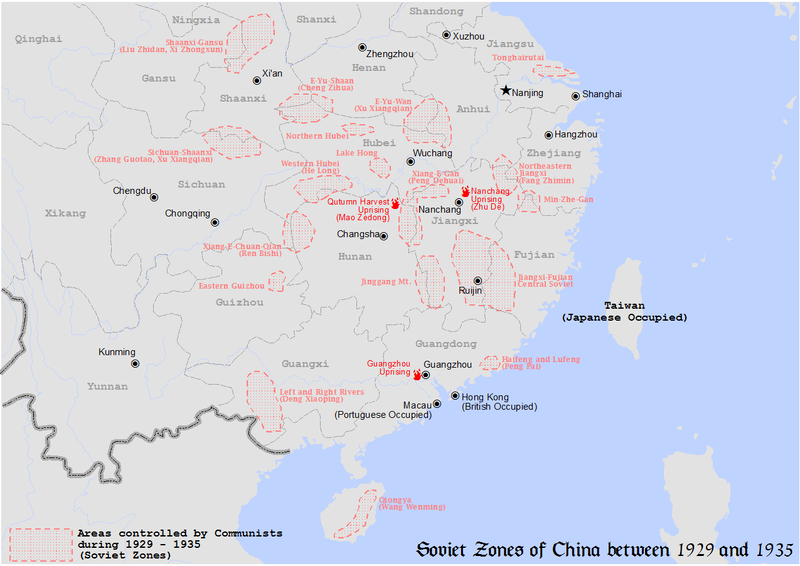 Ningxia
Shanxi
Shandong
Qinghai
Shaanxi-Gansu
(Liu Zhidan, Xi Zhongxun)
Zhengzhou
Xuzhou
Jiangsu
Tonghairutai
Henan
Gansu
Xi'an
Shaanxi
E-Yu-Shaan
(Cheng Zihua)
E-Yu-Wan
(Xu Xiangqian)
Anhui
Nanjing
Shanghai
Northern Hubei
Hubei
Hangzhou
Zhejiang
Sichuan-Shaanxi
(Zhang Guotao, Xu Xiangqian)
Lake Hong
Wuchang
Western Hubei
(He Long)
Xiang-E-Gan
(Peng Dehuai)
Northeastern
Jiangxi
(Fang Zhimin)
Sichuan
Chengdu
Xikang
Chongqing
Qutumn Harvest
Uprising
(Mao Zedong)
Nanchang
Uprising
(Zhu De)
Min-Zhe-Gan
Nanchang
Jiangxi
Changsha
Hunan
Xiang-E-Chuan-Qian
(Ren Bishi)
Fujian
Eastern Guizhou
Guizhou
Jinggang Mt.
Ruijin
Jiangxi-Fujian
Central Soviet
Taiwan
(Japanese Occupied)
Kunming
Yunnan
Guangxi
Guangdong
Guangzhou
Uprising
Guangzhou
Haifeng and Lufeng
(Peng Pai)
Left and Right Rivers
(Deng Xiaoping)
Macau
(Portuguese Occupied)
Hong Kong
(British Occupied)
Qiongya
(Wang Wenming)
Areas controlled by Communists
during 1929 - 1935
(Soviet Zones)
Soviet Zones of China between 1929 and 1935